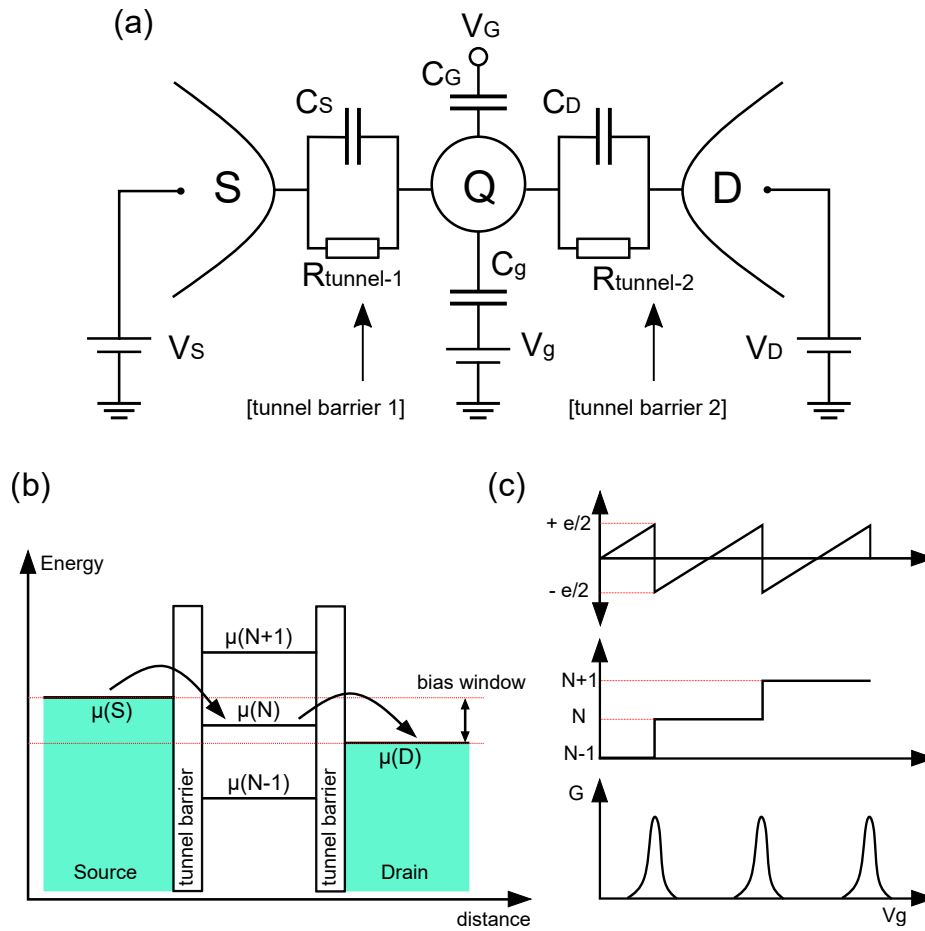 (a)
VG
CG
CS
CD
S
Q
D
Rtunnel-1
Cg
Rtunnel-2
VS
Vg
VD
[tunnel barrier 1]
[tunnel barrier 2]
(b)
Energy
μ(N+1)
μ(S)
μ(N)
bias window
μ(D)
μ(N-1)
tunnel barrier
tunnel barrier
Source
Drain
distance
(c)
+ e/2
- e/2
N+1
N
N-1
G
Vg